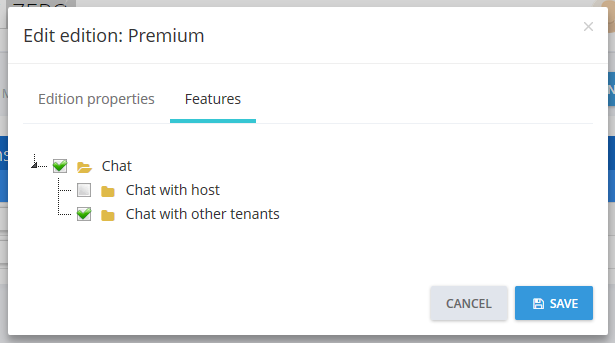 Edit edition: Premium
×
Edition properties
Features
Chat
Chat with host
Chat with other tenants
CANCEL
SAVE